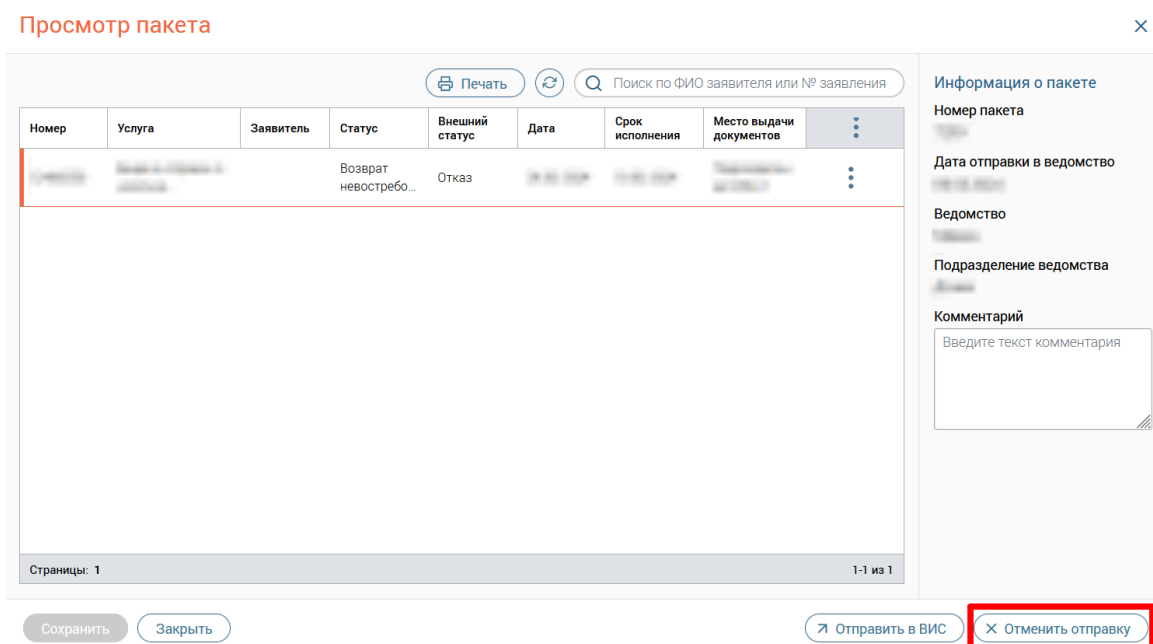 Просмотр пакета
Печать
Поиск по ФИО заявителя или № заявления
Номер
Услуга
Заявитель
Статус
Внешний статус
Дата
Срок исполнения
Место выдачи документов
Возврат
невостребо...
Отказ
Страницы: 1
1-1 из 1
Информация о пакете
Номер пакета
Дата отправки в ведомство
Ведомство
Подразделение ведомства
Комментарий
Введите текст комментария
Сохранить
Закрыть
Отправить в ВИС
Отменить отправку